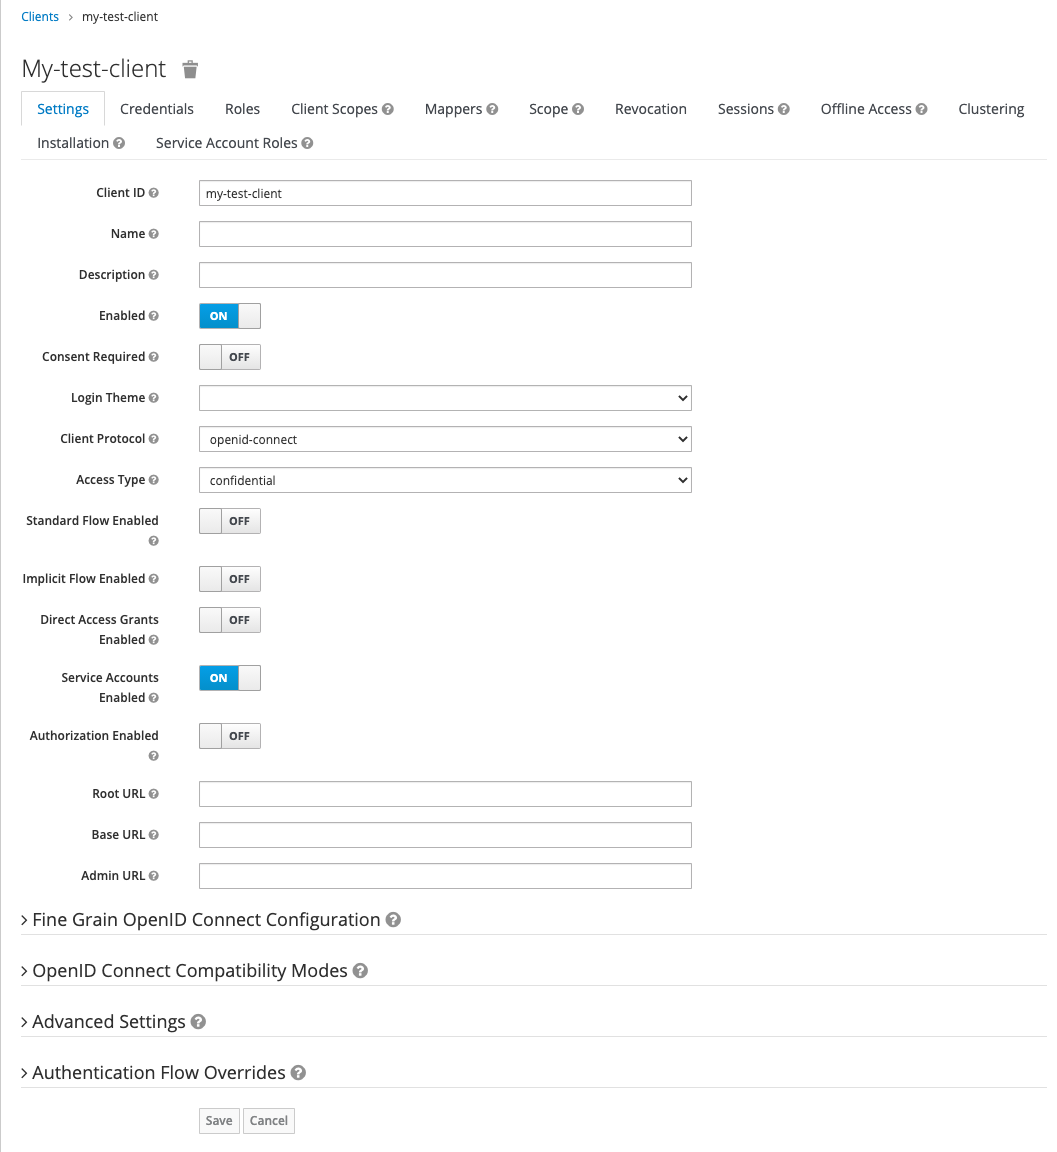 Clients › my-test-client
My-test-client
Settings Credentials Roles Client Scopes Mappers Scope Revocation Sessions Offline Access Clustering
Installation Service Account Roles
Client ID my-test-client
Name
Description
Enabled ON
Consent Required OFF
Login Theme
Client Protocol openid-connect
Access Type confidential
Standard Flow Enabled OFF
Implicit Flow Enabled OFF
Direct Access Grants OFF
Enabled
Service Accounts ON
Enabled
Authorization Enabled OFF
Root URL
Base URL
Admin URL
Fine Grain OpenID Connect Configuration
OpenID Connect Compatibility Modes
Advanced Settings
Authentication Flow Overrides
Save Cancel